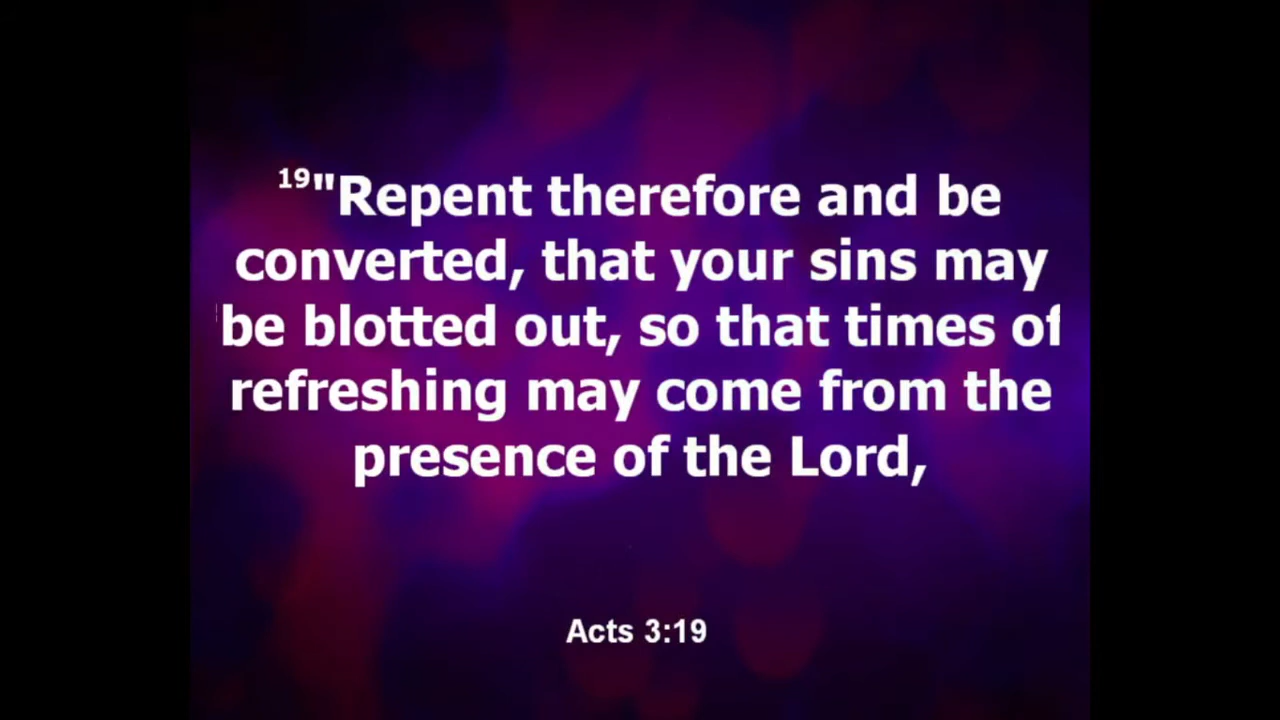 19"Repent therefore and be
converted, that your sins may
be blotted out, so that times of
refreshing may come from the
presence of the Lord,
Acts 3:19